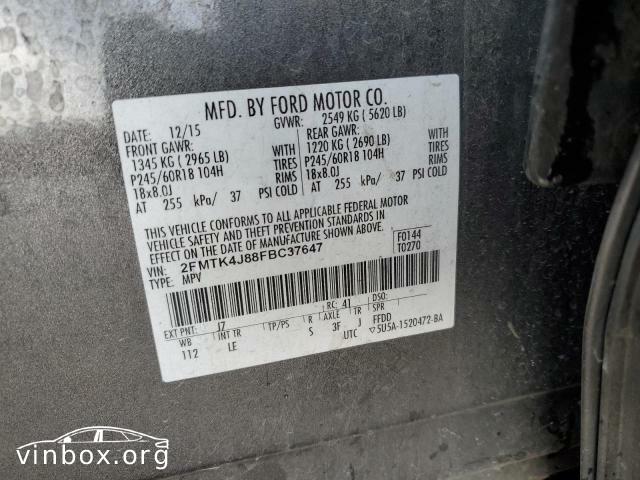 MFD. BY FORD MOTOR CO.
DATE: 12/15 GVWR: 2549 KG ( 5620 LB)
FRONT GAWR: REAR GAWR:
1345 KG ( 2965 LB) WITH 1220 KG ( 2690 LB) WITH
P245/60R18 104H TIRES P245/60R18 104H TIRES
18x8.0J RIMS 18x8.0J RIMS
AT 255 kPa/ 37 PSI COLD AT 255 kPa/ 37 PSI COLD
THIS VEHICLE CONFORMS TO ALL APPLICABLE FEDERAL MOTOR
VEHICLE SAFETY AND THEFT PREVENTION STANDARDS IN
EFFECT ON THE DATE OF MANUFACTURE SHOWN ABOVE.
VIN: 2FMTK4J88FBC37647 F0144
TYPE: MPV T0270
EXT PNT: J7 RC: 41 DSO:
WB INT TR TP/PS R AXLE TR SPR
112 LE S 3F J FFDD
UTC ▽5U5A-1520472-BA
vinbox.org